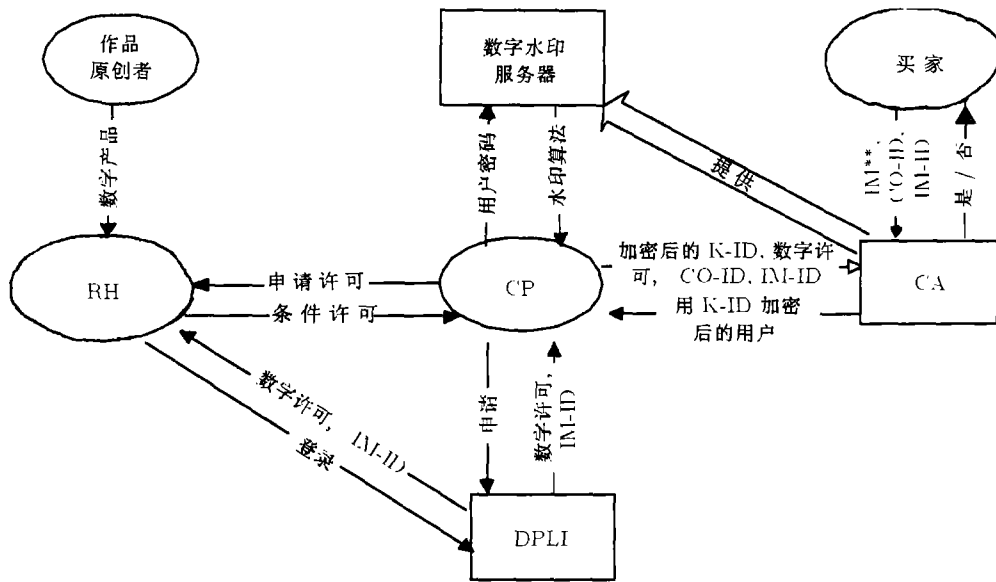 作品
原创者
数字水印
服务器
买家
数字产品
用户密码
水印算法
提供
IM**、
CO-ID、
IM-ID
是/否
RH
申请许可
条件许可
CP
加密后的 K-ID、数字许
可， CO-ID、IM-ID
用 K-ID 加密
后的用户
CA
数字许可， IM-ID
登录
申请
数字许可，
IM-ID
DPLI